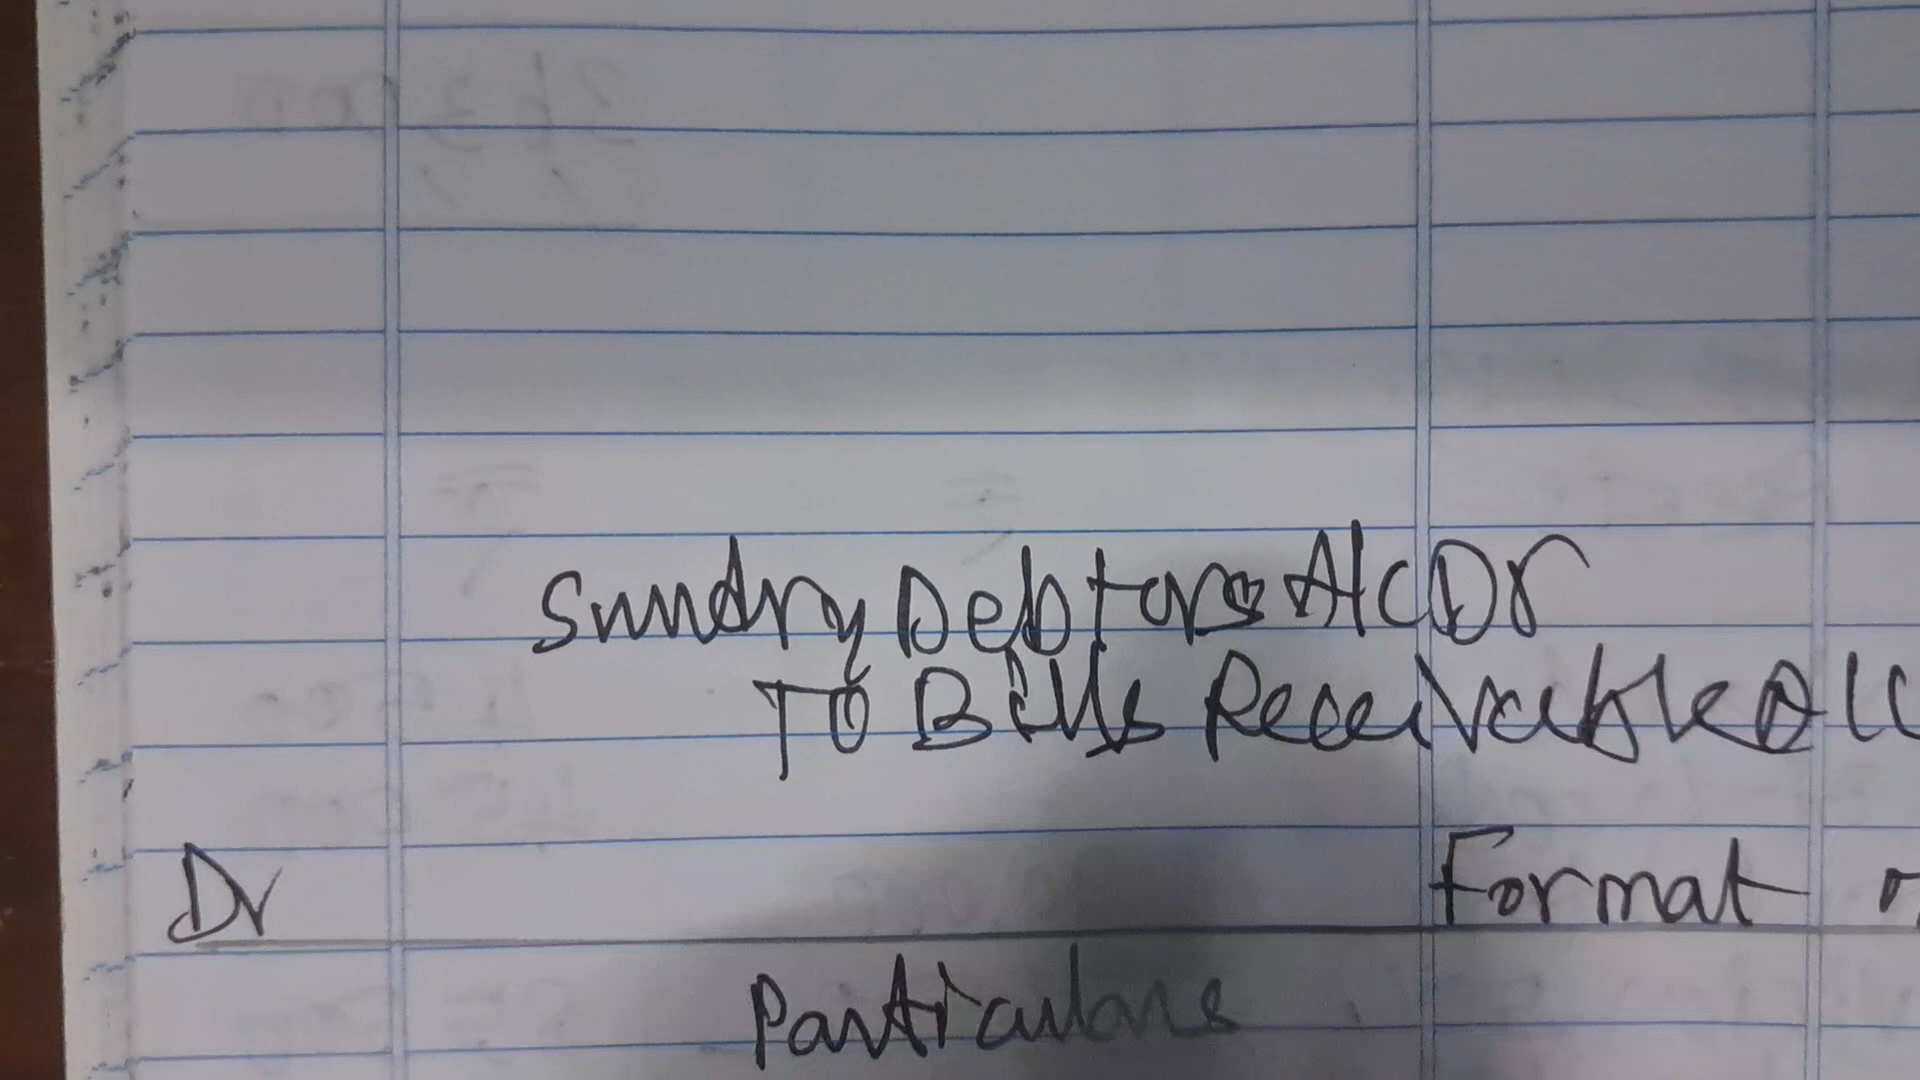 Sundry Debtors A/c Dr
To Bills Receivable A/c
Dr Format
Particulars